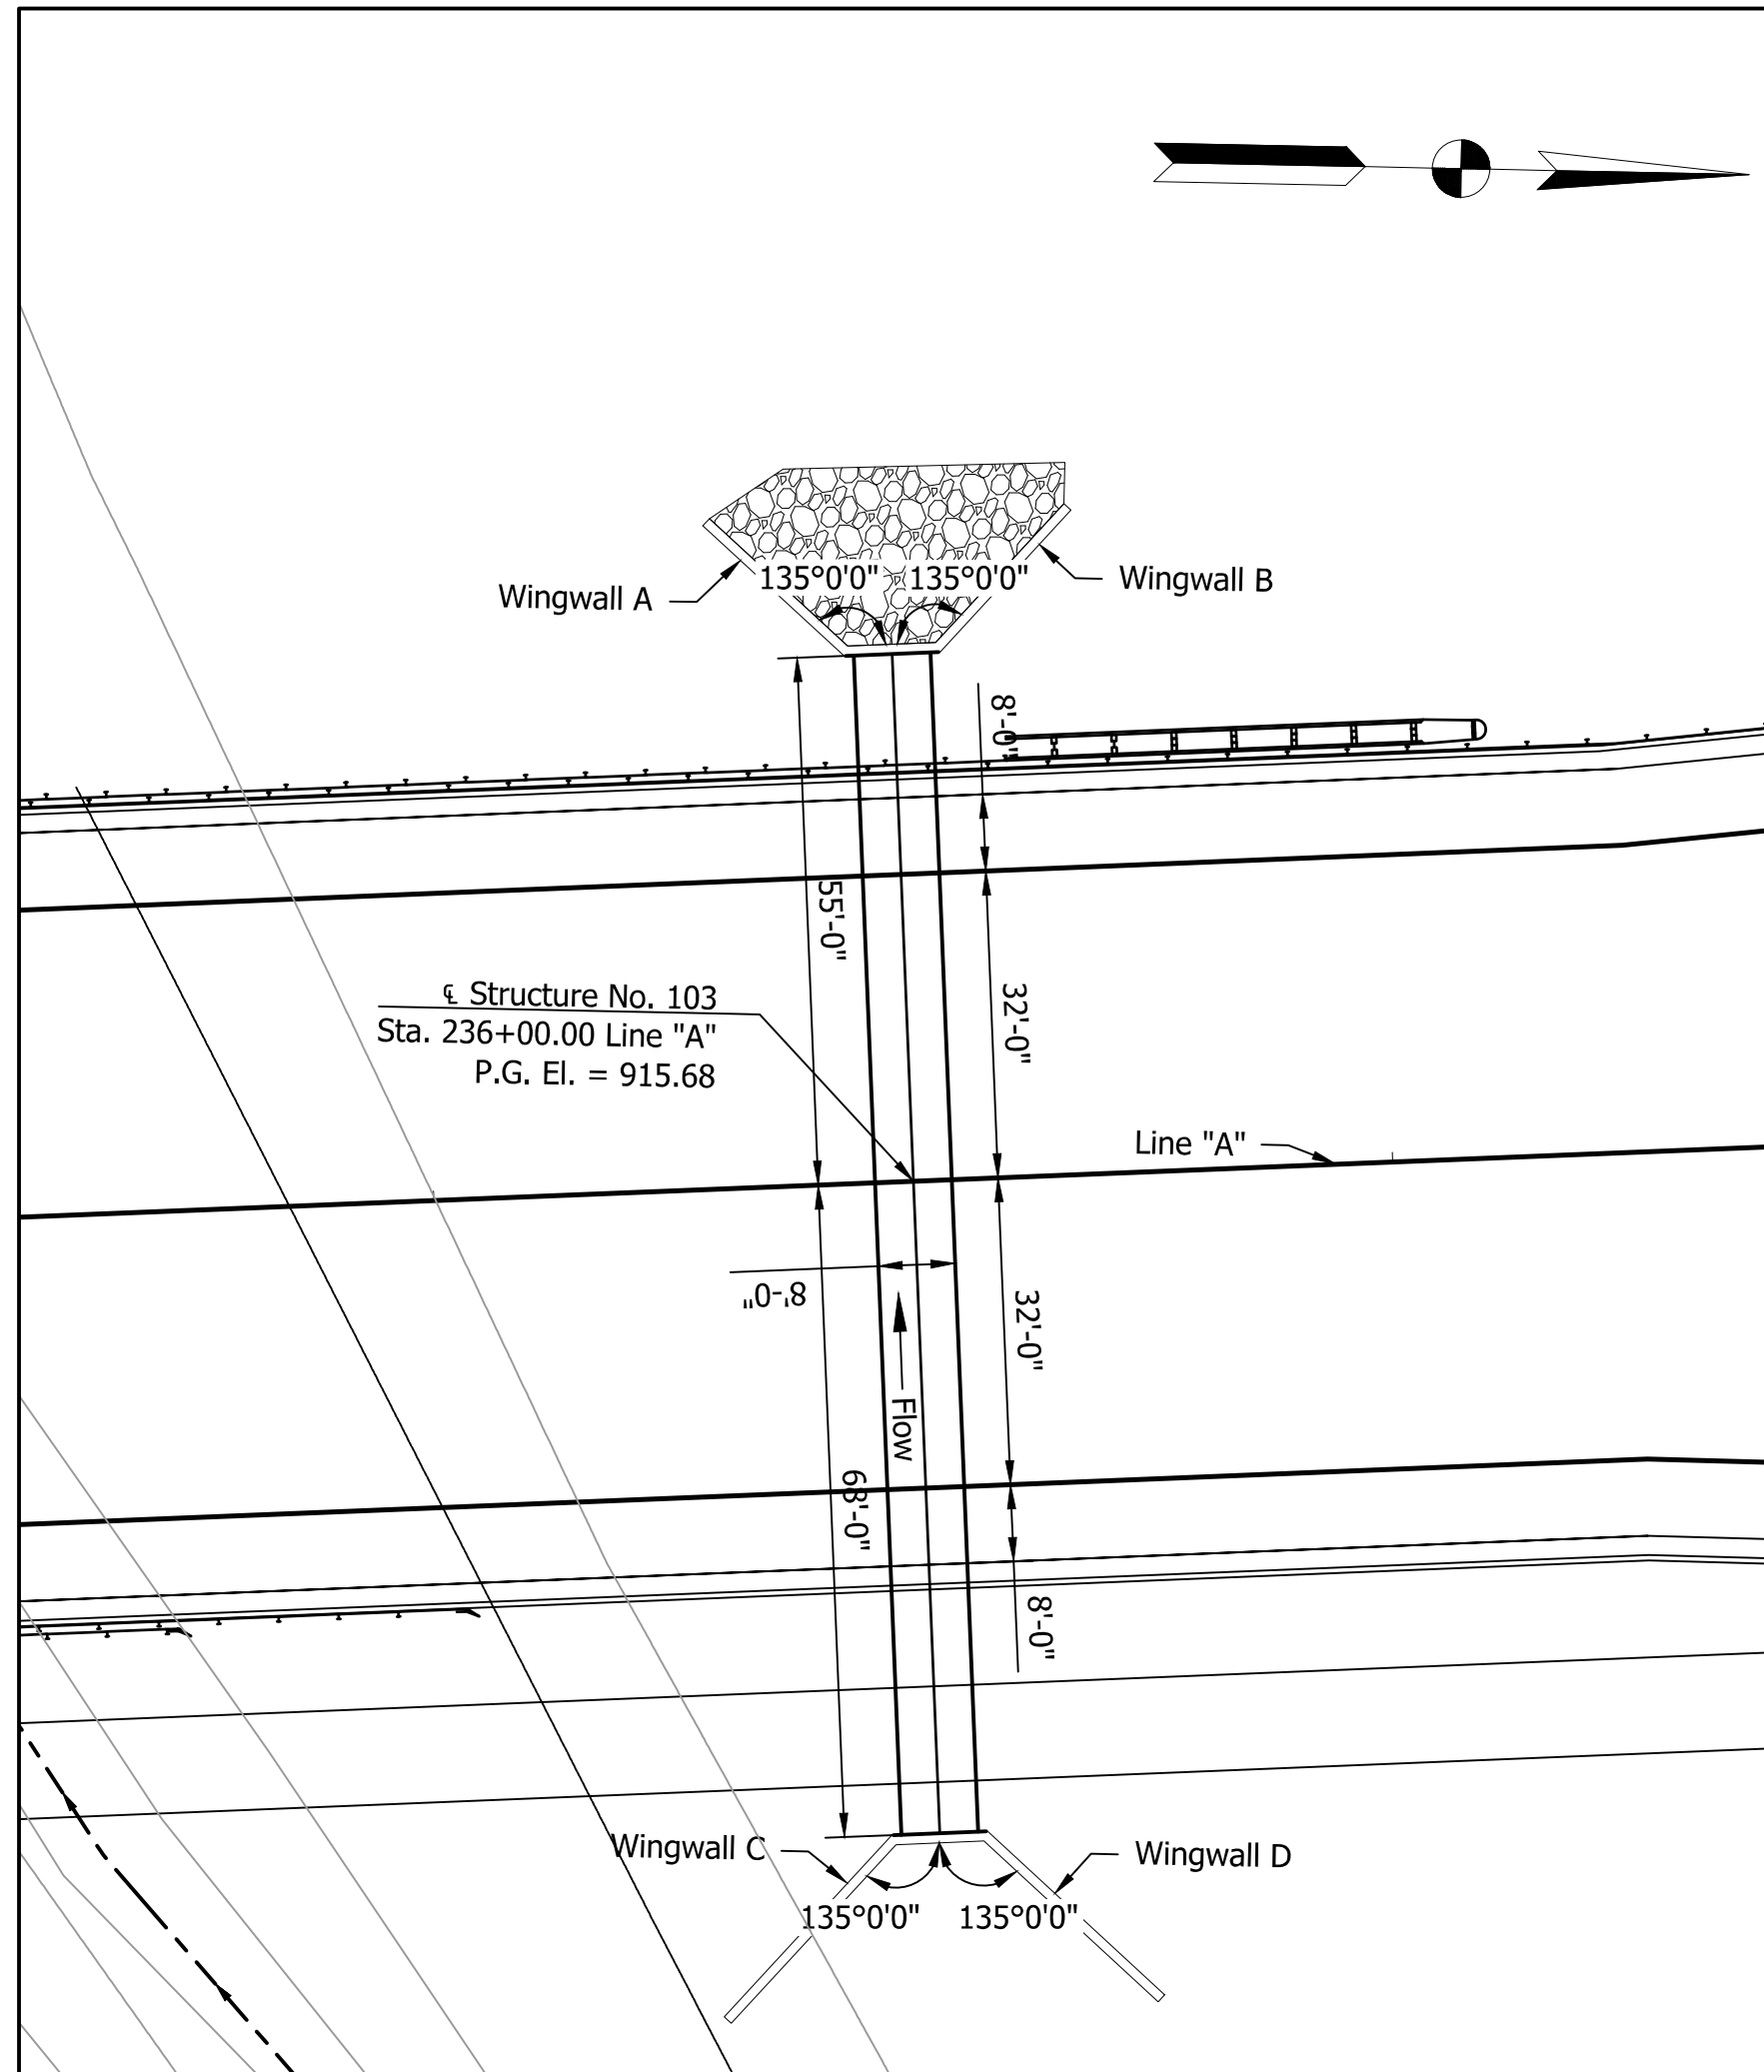 135°0'0" 135°0'0"
Wingwall A
Wingwall B
8'-0"
55'-0"
℄ Structure No. 103
Sta. 236+00.00 Line "A"
P.G. El. = 915.68
32'-0"
Line "A"
8'-0"
32'-0"
Flow
68'-0"
8'-0"
Wingwall C
Wingwall D
135°0'0" 135°0'0"